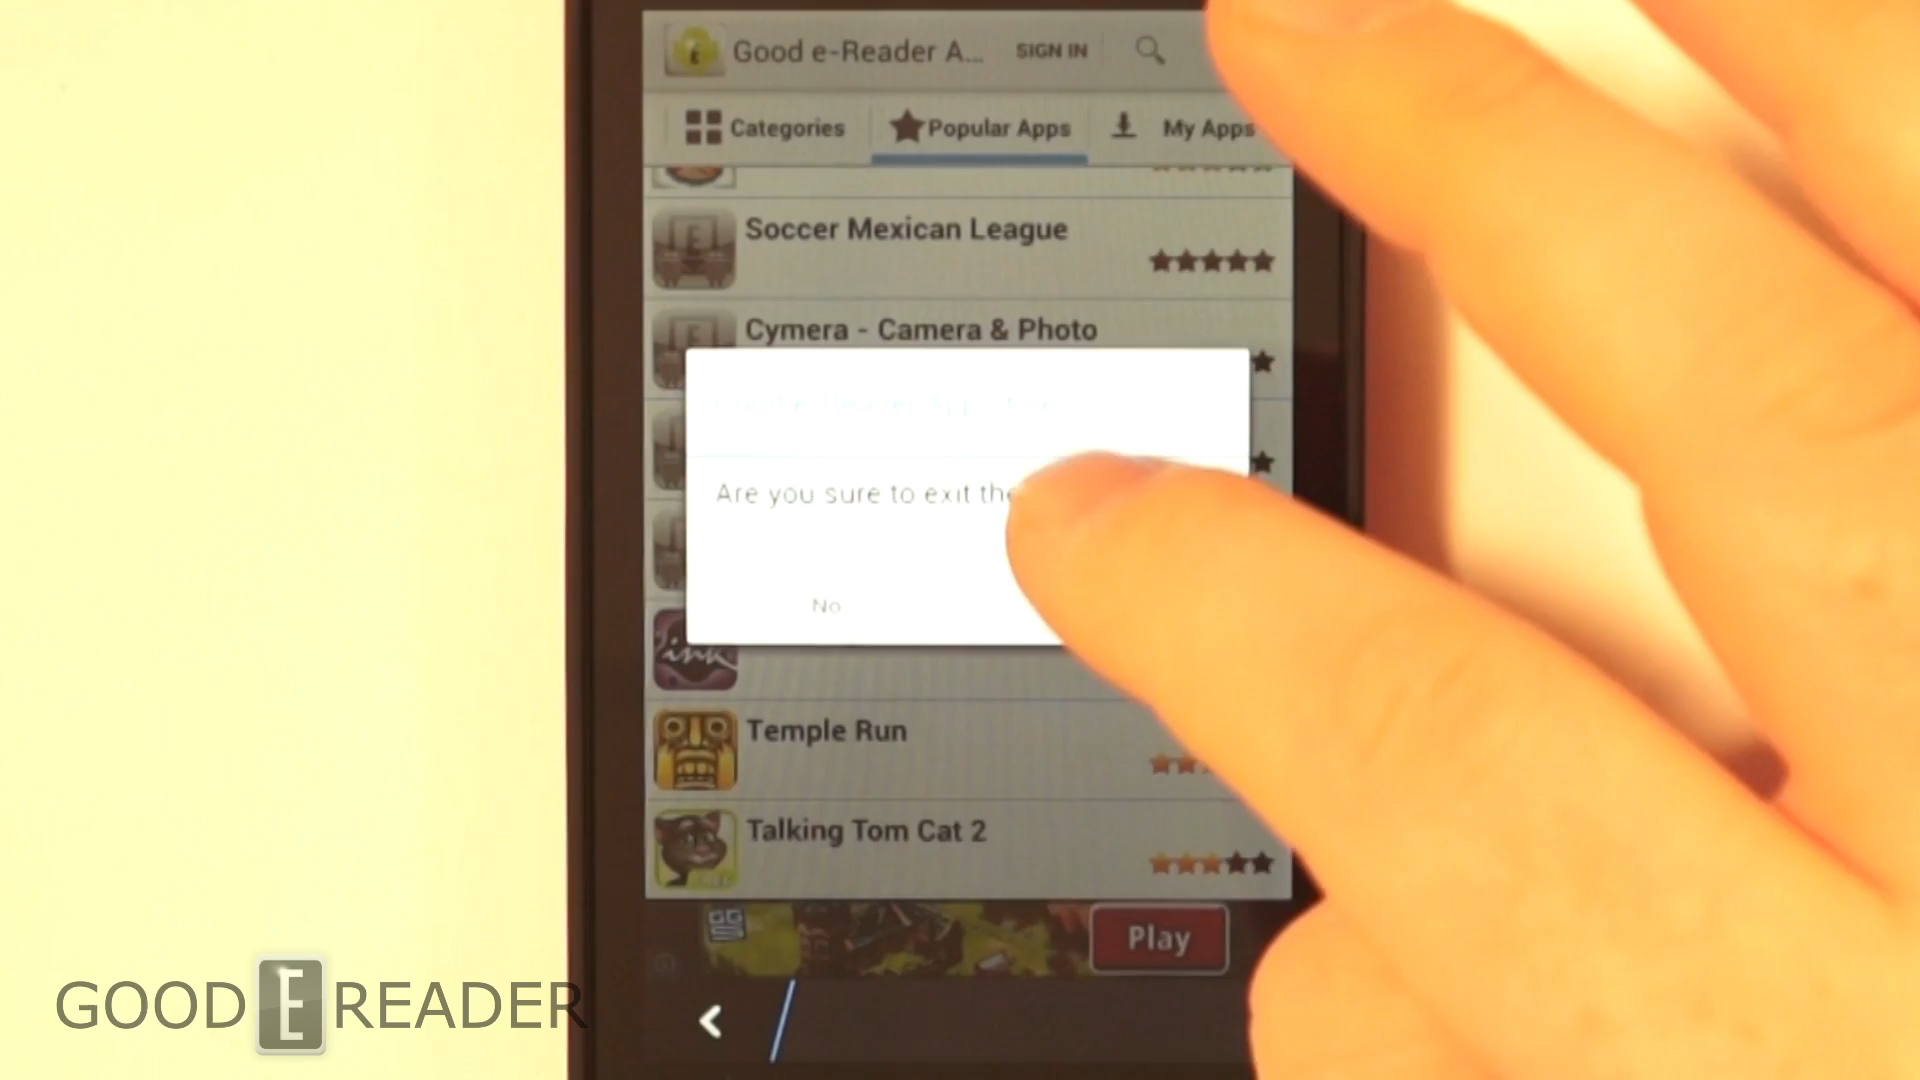 Good e-Reader A...
SIGN IN
Categories
Popular Apps
My Apps
Soccer Mexican League
Cymera - Camera & Photo
Are you sure to exit the
No
Temple Run
Talking Tom Cat 2
Play
GOOD E READER